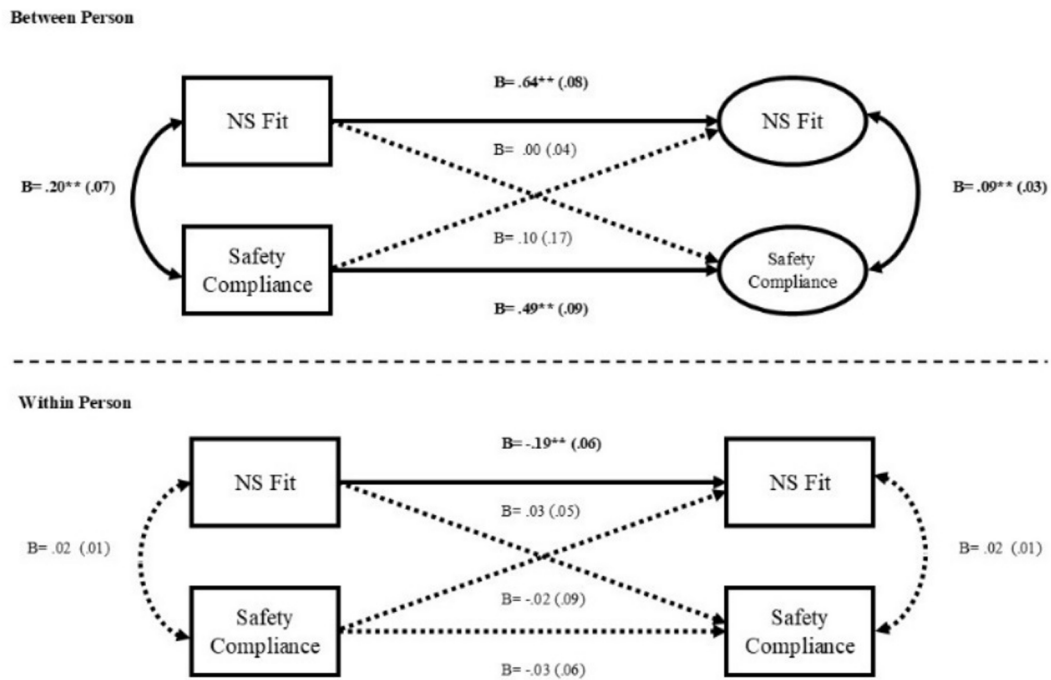 Between Person
B= .64** (.08)
NS Fit
NS Fit
B= .00 (.04)
B= .20** (.07)
B= .09** (.03)
B= .10 (.17)
Safety
Compliance
Safety
Compliance
B= .49** (.09)
Within Person
B= -.19** (.06)
NS Fit
NS Fit
B= .03 (.05)
B= .02 (.01)
B= .02 (.01)
B= -.02 (.09)
Safety
Compliance
Safety
Compliance
B= -.03 (.06)